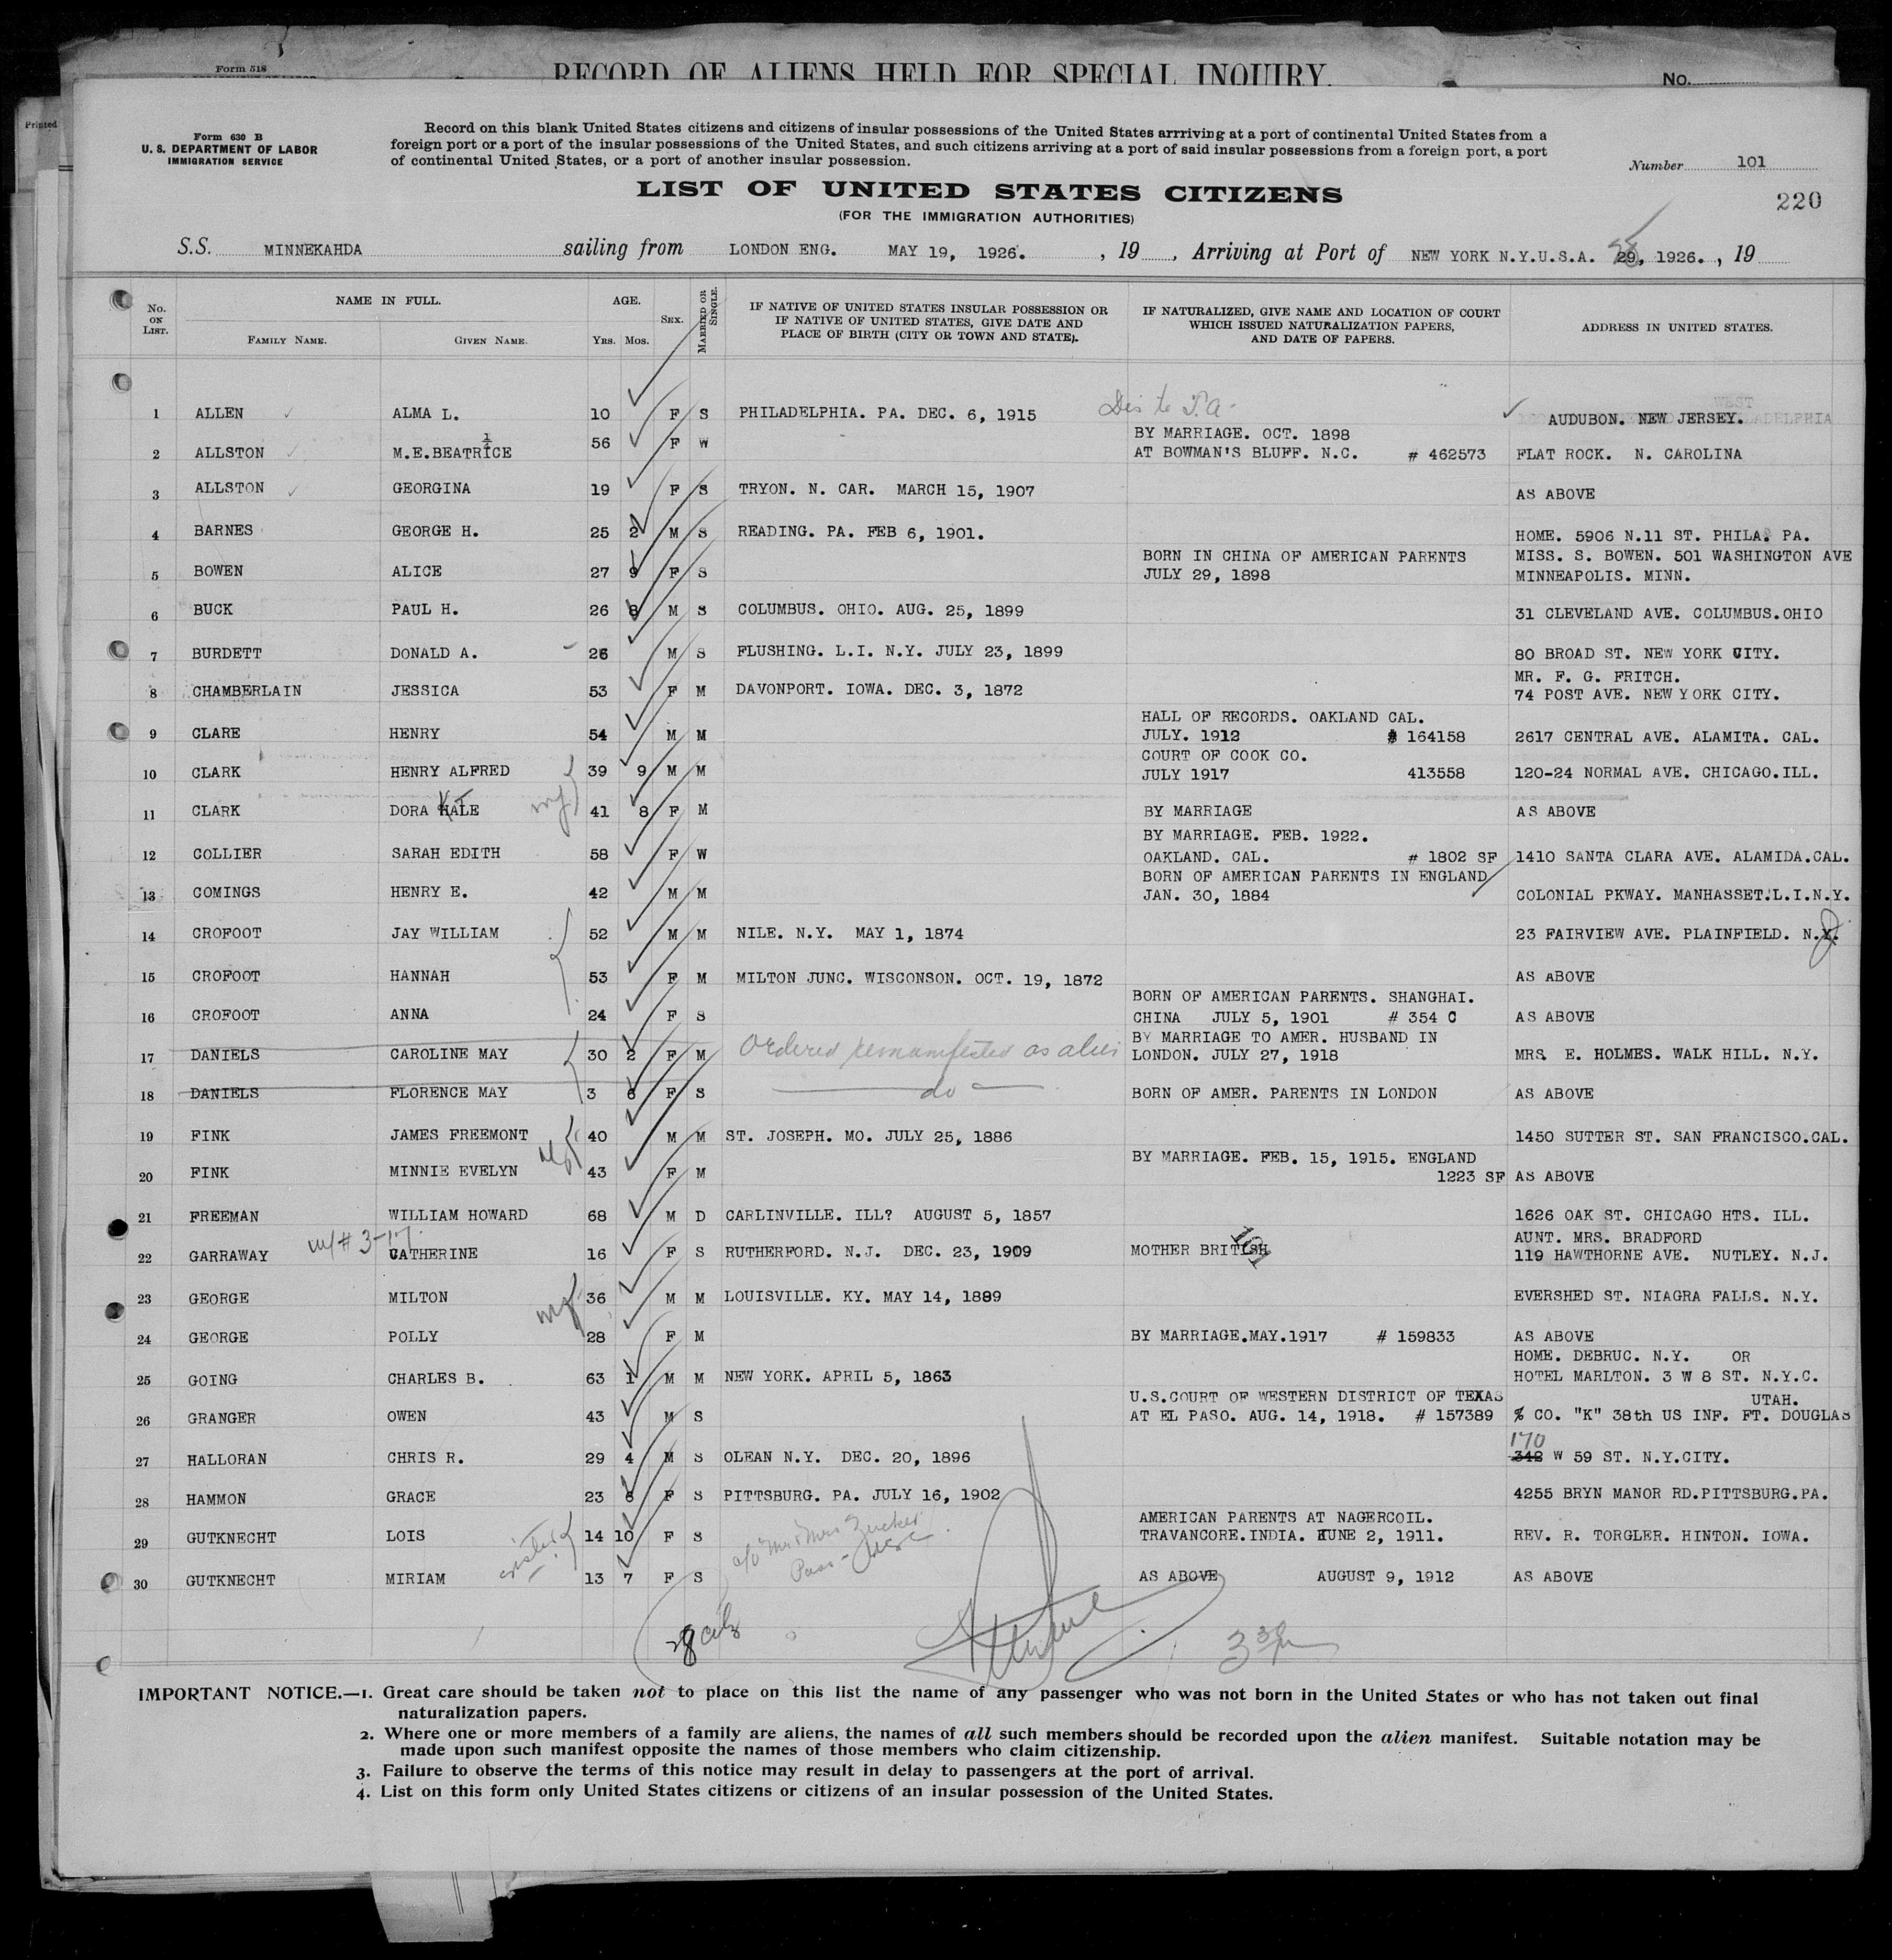 Form 518
RECORD OF ALIENS HELD FOR SPECIAL INQUIRY.
No.
Printed
Form 630 B
U. S. DEPARTMENT OF LABOR
IMMIGRATION SERVICE
Record on this blank United States citizens and citizens of insular possessions of the United States arrriving at a port of continental United States from a
foreign port or a port of the insular possessions of the United States, and such citizens arriving at a port of said insular possessions from a foreign port, a port
of continental United States, or a port of another insular possession.
Number 101
LIST OF UNITED STATES CITIZENS
220
(FOR THE IMMIGRATION AUTHORITIES)
S.S. MINNEKAHDA sailing from LONDON ENG. MAY 19, 1926. , 19 , Arriving at Port of NEW YORK N.Y.U.S.A. 29, 1926. , 19
No. ON LIST.
NAME IN FULL.
FAMILY NAME.
GIVEN NAME.
AGE.
YRS. MOS.
SEX.
MARRIED OR SINGLE.
IF NATIVE OF UNITED STATES INSULAR POSSESSION OR
IF NATIVE OF UNITED STATES, GIVE DATE AND
PLACE OF BIRTH (CITY OR TOWN AND STATE).
IF NATURALIZED, GIVE NAME AND LOCATION OF COURT
WHICH ISSUED NATURALIZATION PAPERS,
AND DATE OF PAPERS.
ADDRESS IN UNITED STATES.
WEST
1 ALLEN ALMA L. 10 F S PHILADELPHIA. PA. DEC. 6, 1915 AUDUBON. NEW JERSEY.
BY MARRIAGE. OCT. 1898
2 ALLSTON M.E.BEATRICE 56 F W AT BOWMAN'S BLUFF. N.C. # 462573 FLAT ROCK. N. CAROLINA
3 ALLSTON GEORGINA 19 F S TRYON. N. CAR. MARCH 15, 1907 AS ABOVE
4 BARNES GEORGE H. 25 2 M S READING. PA. FEB 6, 1901. HOME. 5906 N.11 ST. PHILA. PA.
BORN IN CHINA OF AMERICAN PARENTS MISS. S. BOWEN. 501 WASHINGTON AVE
5 BOWEN ALICE 27 9 F S JULY 29, 1898 MINNEAPOLIS. MINN.
6 BUCK PAUL H. 26 8 M S COLUMBUS. OHIO. AUG. 25, 1899 31 CLEVELAND AVE. COLUMBUS.OHIO
7 BURDETT DONALD A. 26 M S FLUSHING. L.I. N.Y. JULY 23, 1899 80 BROAD ST. NEW YORK CITY.
MR. F. G. FRITCH.
8 CHAMBERLAIN JESSICA 53 F M DAVONPORT. IOWA. DEC. 3, 1872 74 POST AVE. NEW YORK CITY.
HALL OF RECORDS. OAKLAND CAL.
9 CLARE HENRY 54 M M JULY. 1912 # 164158 2617 CENTRAL AVE. ALAMITA. CAL.
COURT OF COOK CO.
10 CLARK HENRY ALFRED 39 9 M M JULY 1917 413558 120-24 NORMAL AVE. CHICAGO.ILL.
11 CLARK DORA HALE 41 8 F M BY MARRIAGE AS ABOVE
BY MARRIAGE. FEB. 1922.
12 COLLIER SARAH EDITH 58 F W OAKLAND. CAL. # 1802 SF 1410 SANTA CLARA AVE. ALAMIDA.CAL.
BORN OF AMERICAN PARENTS IN ENGLAND
13 COMINGS HENRY E. 42 M M JAN. 30, 1884 COLONIAL PKWAY. MANHASSET.L.I.N.Y.
14 CROFOOT JAY WILLIAM 52 M M NILE. N.Y. MAY 1, 1874 23 FAIRVIEW AVE. PLAINFIELD. N.J.
15 CROFOOT HANNAH 53 F M MILTON JUNC. WISCONSON. OCT. 19, 1872 AS ABOVE
BORN OF AMERICAN PARENTS. SHANGHAI.
16 CROFOOT ANNA 24 F S CHINA JULY 5, 1901 # 354 C AS ABOVE
BY MARRIAGE TO AMER. HUSBAND IN
17 DANIELS CAROLINE MAY 30 2 F M Ordered remanifested as alien LONDON. JULY 27, 1918 MRS. E. HOLMES. WALK HILL. N.Y.
18 DANIELS FLORENCE MAY 3 6 F S do BORN OF AMER. PARENTS IN LONDON AS ABOVE
19 FINK JAMES FREEMONT 40 M M ST. JOSEPH. MO. JULY 25, 1886 1450 SUTTER ST. SAN FRANCISCO.CAL.
BY MARRIAGE. FEB. 15, 1915. ENGLAND
20 FINK MINNIE EVELYN 43 F M 1223 SF AS ABOVE
21 FREEMAN WILLIAM HOWARD 68 M D CARLINVILLE. ILL? AUGUST 5, 1857 1626 OAK ST. CHICAGO HTS. ILL.
AUNT. MRS. BRADFORD
22 GARRAWAY CATHERINE 16 F S RUTHERFORD. N.J. DEC. 23, 1909 MOTHER BRITISH 119 HAWTHORNE AVE. NUTLEY. N.J.
23 GEORGE MILTON 36 M M LOUISVILLE. KY. MAY 14, 1889 EVERSHED ST. NIAGRA FALLS. N.Y.
24 GEORGE POLLY 28 F M BY MARRIAGE.MAY.1917 # 159833 AS ABOVE
HOME. DEBRUC. N.Y. OR
25 GOING CHARLES B. 63 1 M M NEW YORK. APRIL 5, 1863 HOTEL MARLTON. 3 W 8 ST. N.Y.C.
U.S.COURT OF WESTERN DISTRICT OF TEXAS UTAH.
26 GRANGER OWEN 43 M S AT EL PASO. AUG. 14, 1918. # 157389 % CO. "K" 38th US INF. FT. DOUGLAS
170
27 HALLORAN CHRIS R. 29 4 M S OLEAN N.Y. DEC. 20, 1896 348 W 59 ST. N.Y.CITY.
28 HAMMON GRACE 23 6 F S PITTSBURG. PA. JULY 16, 1902 4255 BRYN MANOR RD.PITTSBURG.PA.
AMERICAN PARENTS AT NAGERCOIL.
29 GUTKNECHT LOIS 14 10 F S TRAVANCORE.INDIA. JUNE 2, 1911. REV. R. TORGLER. HINTON. IOWA.
30 GUTKNECHT MIRIAM 13 7 F S AS ABOVE AUGUST 9, 1912 AS ABOVE
IMPORTANT NOTICE.—1. Great care should be taken not to place on this list the name of any passenger who was not born in the United States or who has not taken out final
naturalization papers.
2. Where one or more members of a family are aliens, the names of all such members should be recorded upon the alien manifest. Suitable notation may be
made upon such manifest opposite the names of those members who claim citizenship.
3. Failure to observe the terms of this notice may result in delay to passengers at the port of arrival.
4. List on this form only United States citizens or citizens of an insular possession of the United States.